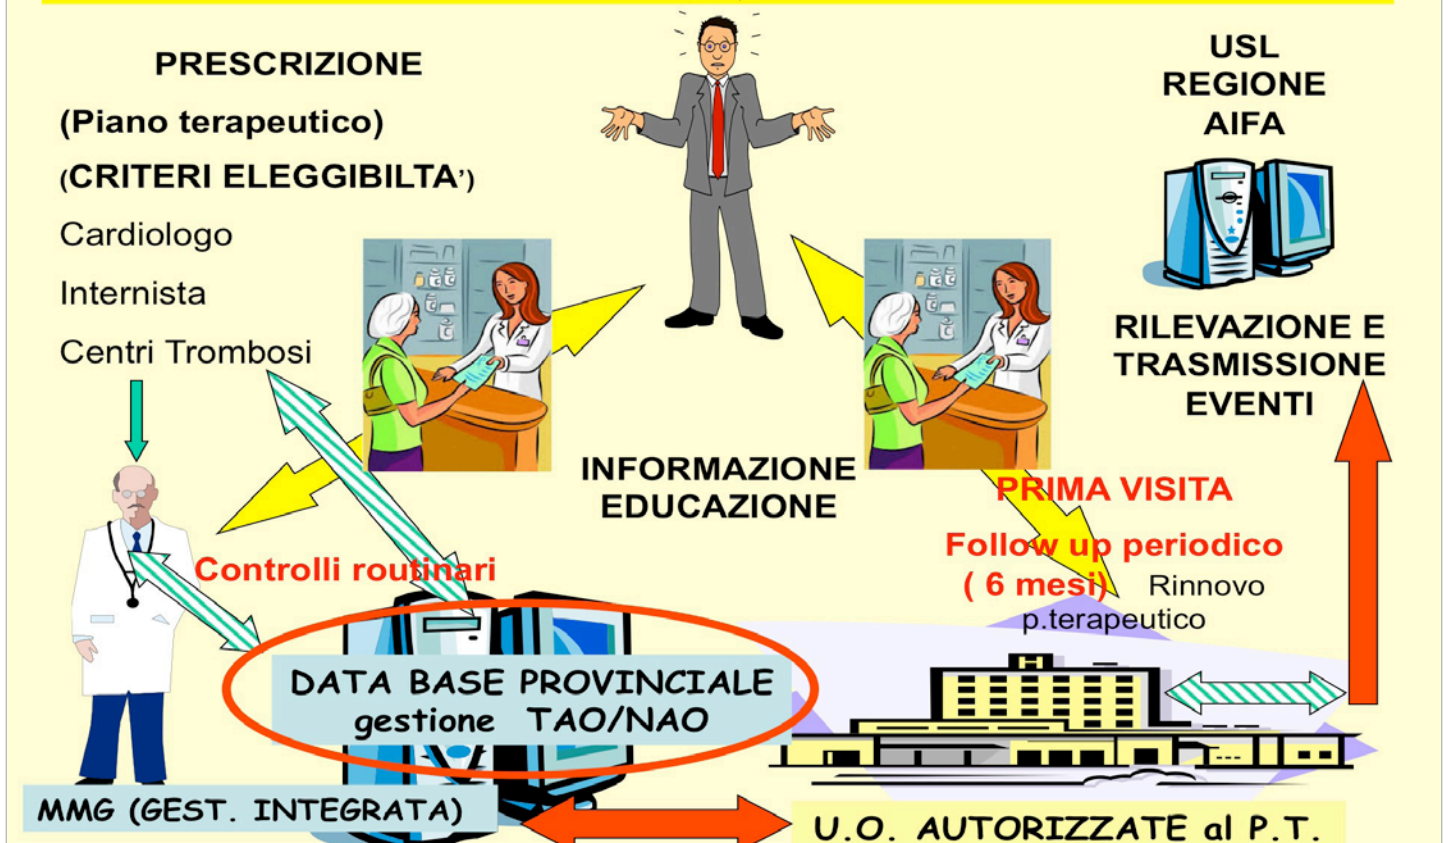 PRESCRIZIONE
(Piano terapeutico)
(CRITERI ELEGGIBILTA')
Cardiologo
Internista
Centri Trombosi
USL
REGIONE
AIFA
RILEVAZIONE E
TRASMISSIONE
EVENTI
INFORMAZIONE
EDUCAZIONE
PRIMA VISITA
Follow up periodico
( 6 mesi) Rinnovo
p.terapeutico
Controlli routinari
DATA BASE PROVINCIALE
gestione TAO/NAO
H
MMG (GEST. INTEGRATA)
U.O. AUTORIZZATE al P.T.